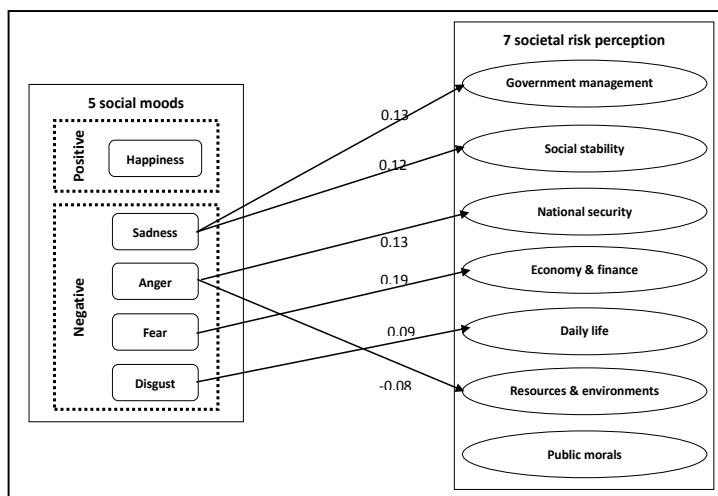 7 societal risk perception
Government management
5 social moods
0.13
Positive
Happiness
Social stability
0.12
Negative
Sadness
National security
0.13
Anger
Economy & finance
0.19
Fear
Daily life
0.09
Disgust
Resources & environments
-0.08
Public morals